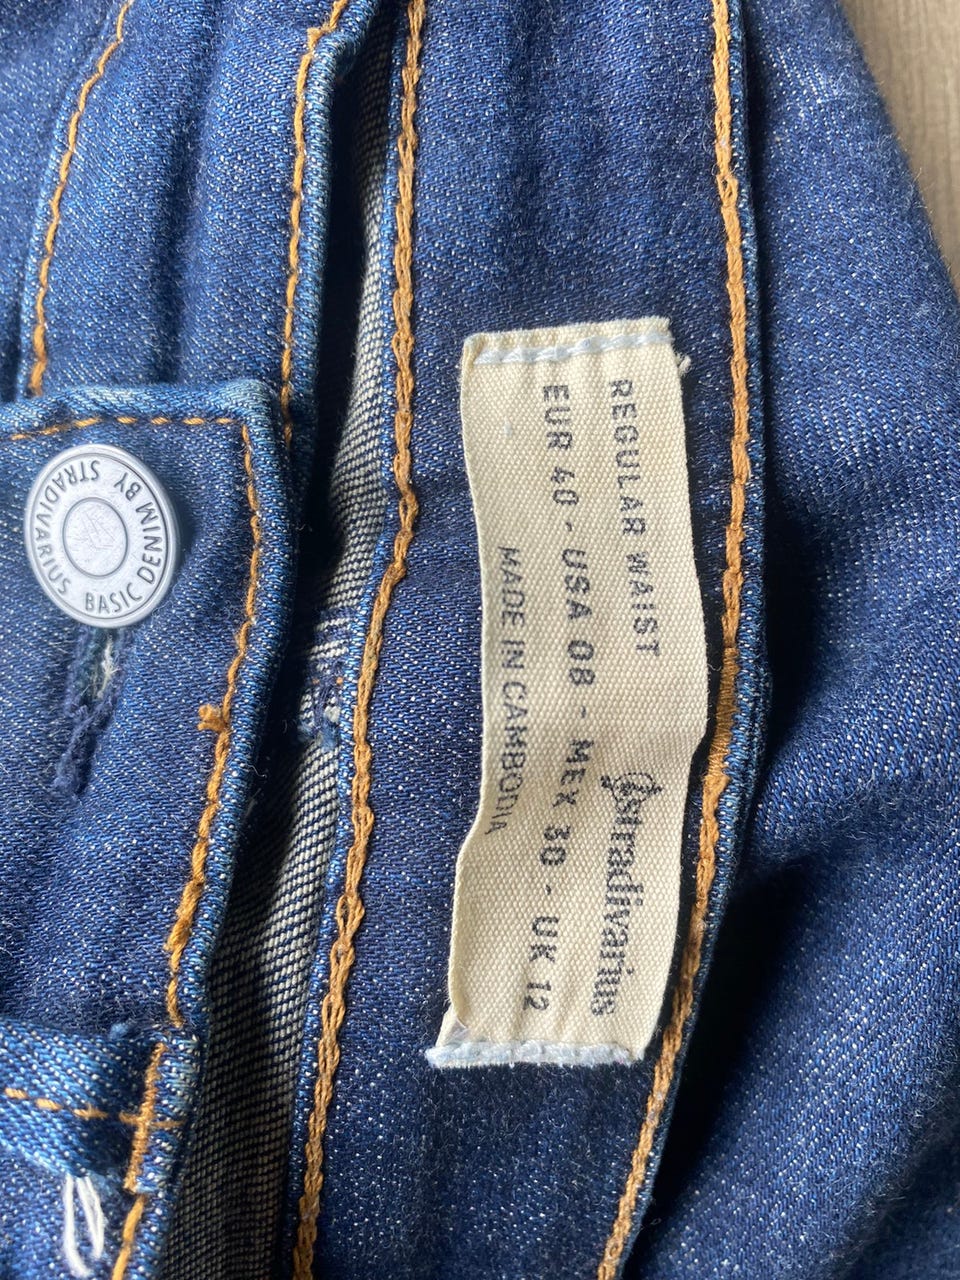 REGULAR WAIST
stradivarius
EUR 40 - USA 08 - MEX 30 - UK 12
MADE IN CAMBODIA
BASIC DENIM BY STRADIVARIUS